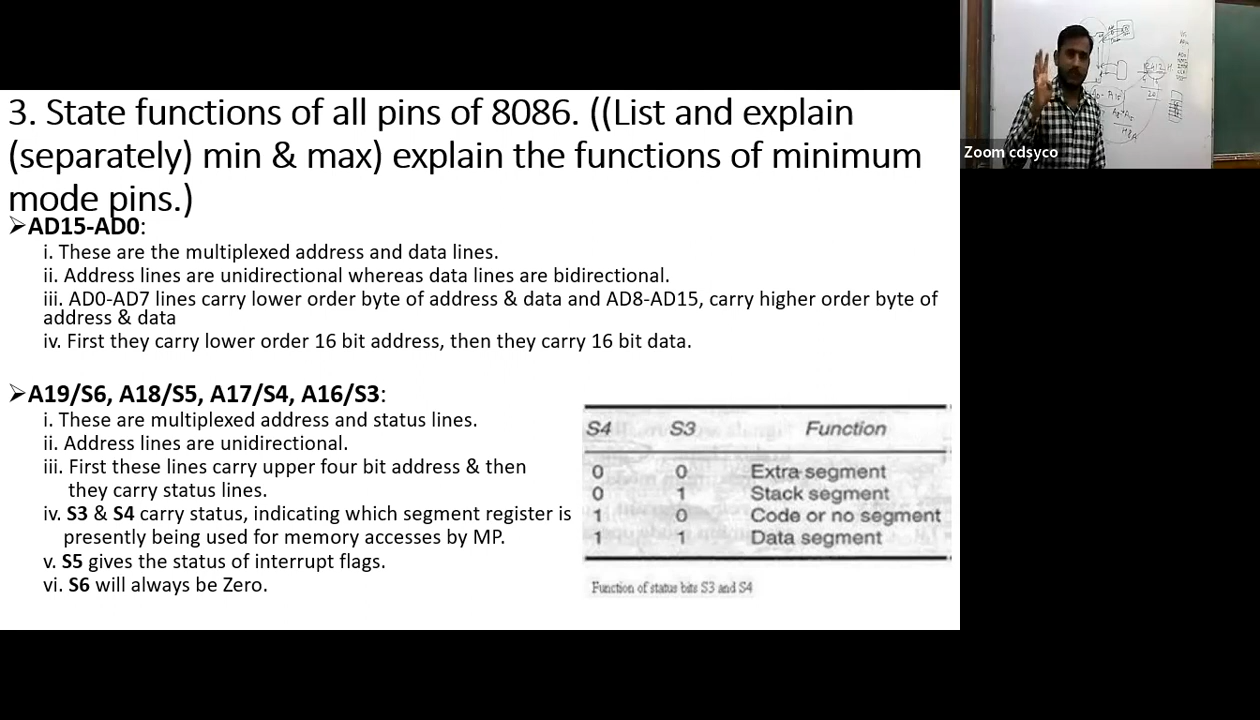 3. State functions of all pins of 8086. ((List and explain
(separately) min & max) explain the functions of minimum
mode pins.)
➢AD15-AD0:
i. These are the multiplexed address and data lines.
ii. Address lines are unidirectional whereas data lines are bidirectional.
iii. AD0-AD7 lines carry lower order byte of address & data and AD8-AD15, carry higher order byte of
address & data
iv. First they carry lower order 16 bit address, then they carry 16 bit data.
➢A19/S6, A18/S5, A17/S4, A16/S3:
i. These are multiplexed address and status lines.
ii. Address lines are unidirectional.
iii. First these lines carry upper four bit address & then
they carry status lines.
iv. S3 & S4 carry status, indicating which segment register is
presently being used for memory accesses by MP.
v. S5 gives the status of interrupt flags.
vi. S6 will always be Zero.
S4 S3 Function
0 0 Extra segment
0 1 Stack segment
1 0 Code or no segment
1 1 Data segment
Function of status bits S3 and S4
Zoom cdsyco